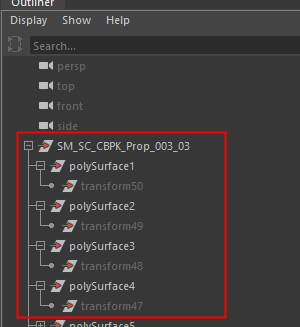 Outliner
Display Show Help
Search...
persp
top
front
side
SM_SC_CBPK_Prop_003_03
polySurface1
transform50
polySurface2
transform49
polySurface3
transform48
polySurface4
transform47
polySurface5